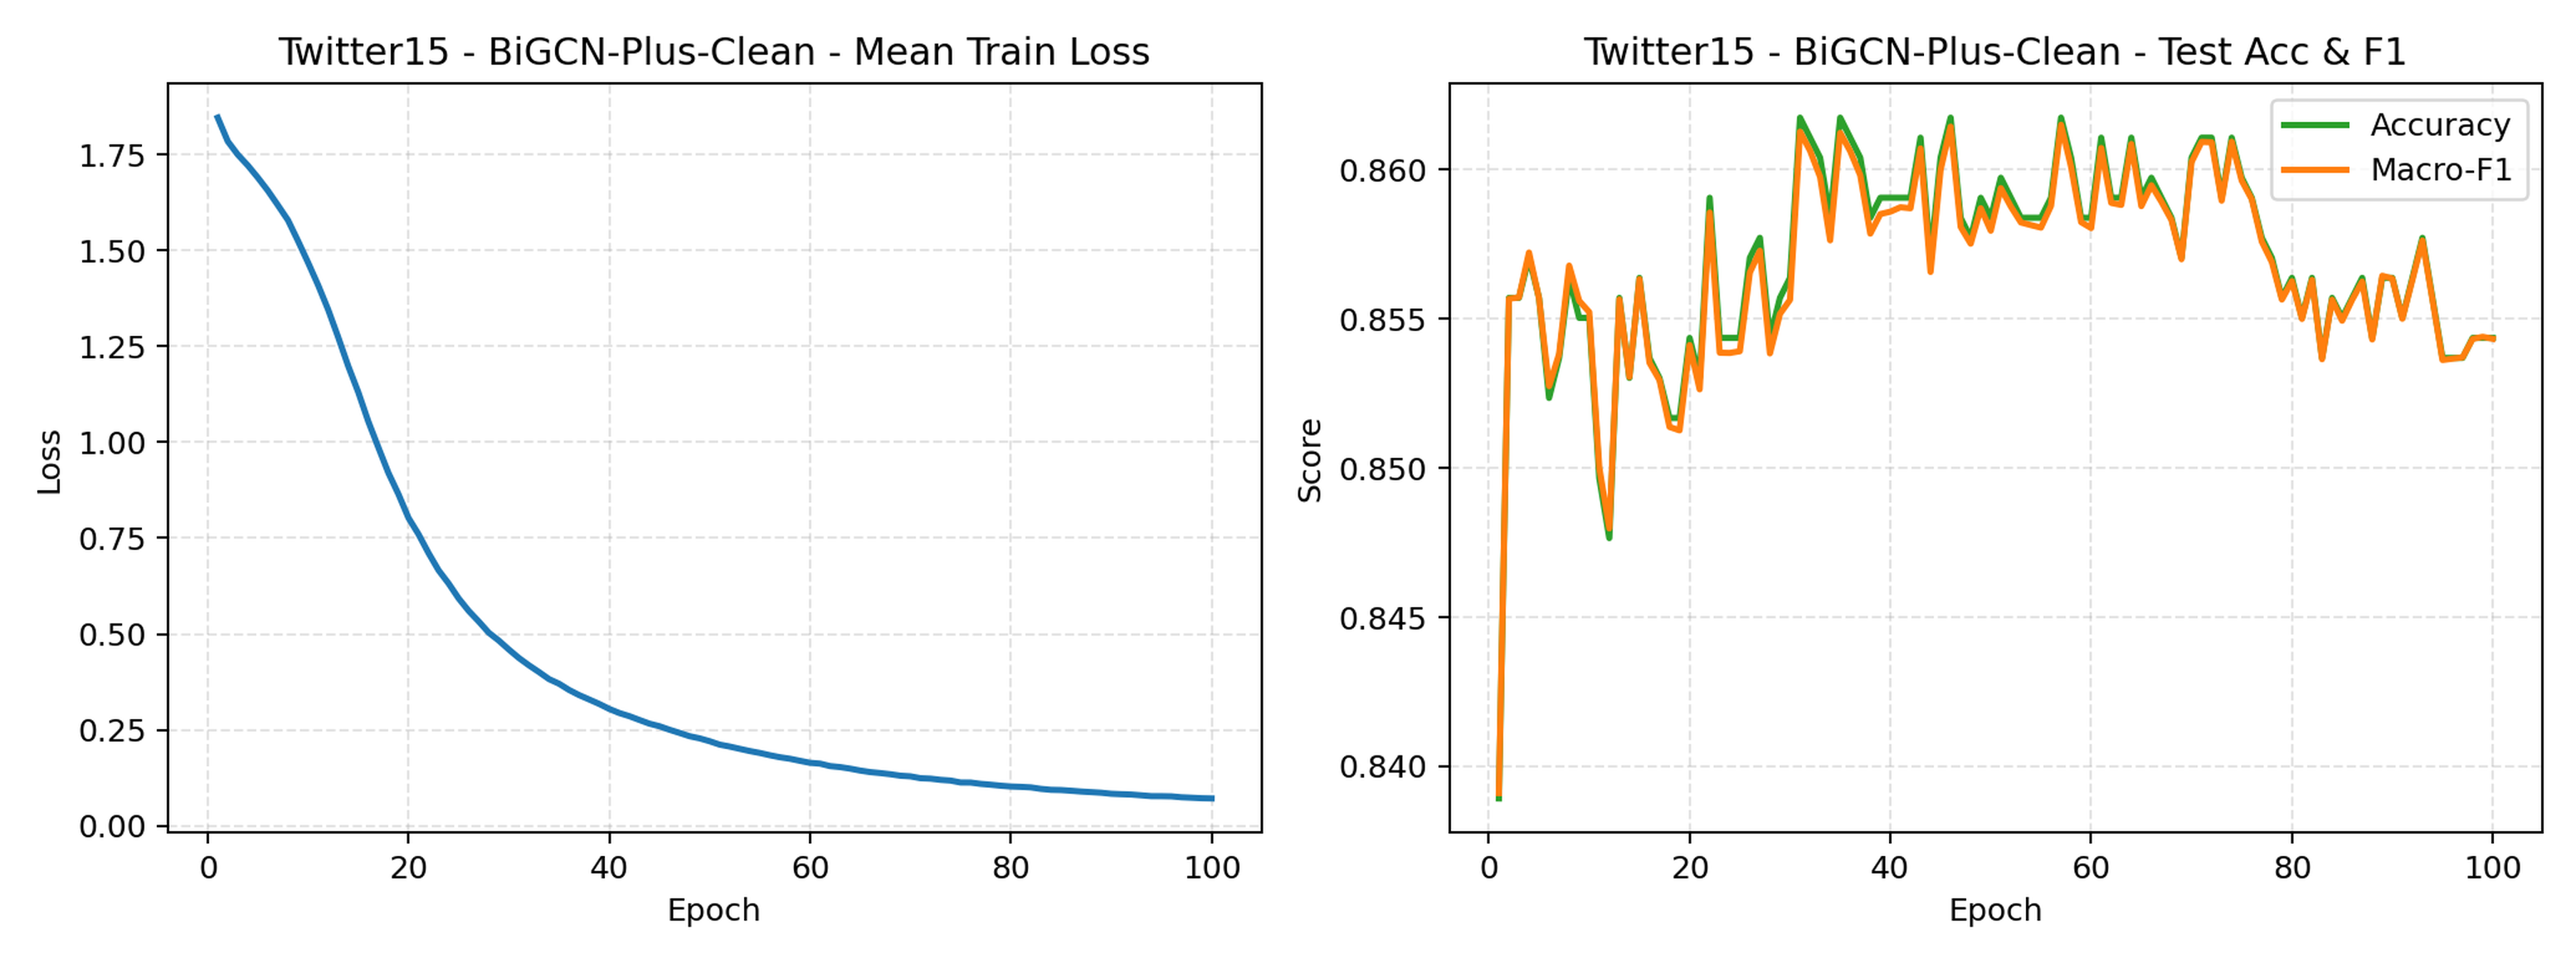 Twitter15 - BiGCN-Plus-Clean - Mean Train Loss
1.75
1.50
1.25
1.00
0.75
0.50
0.25
0.00
Loss
0 20 40 60 80 100
Epoch
Twitter15 - BiGCN-Plus-Clean - Test Acc & F1
Accuracy
Macro-F1
0.860
0.855
0.850
0.845
0.840
Score
0 20 40 60 80 100
Epoch